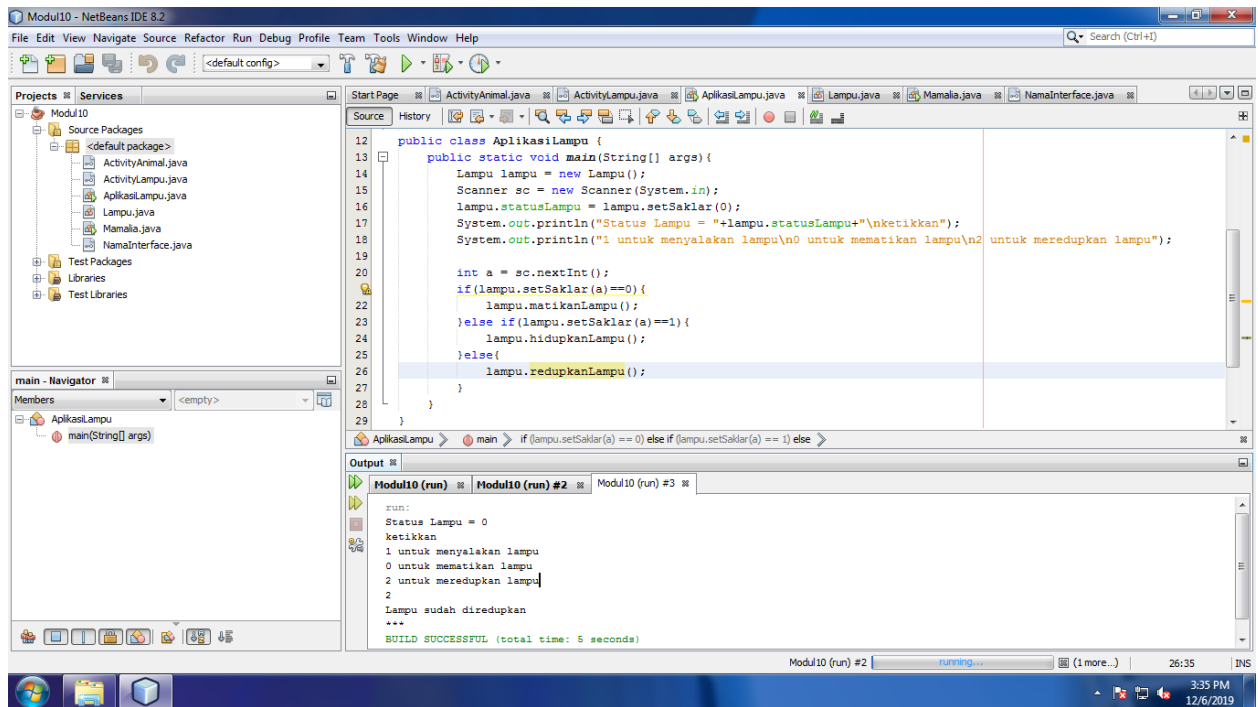 Modul10 - NetBeans IDE 8.2
File Edit View Navigate Source Refactor Run Debug Profile Team Tools Window Help
Search (Ctrl+I)
<default config>
Projects Services
Modul10
Source Packages
<default package>
ActivityAnimal.java
ActivityLampu.java
AplikasiLampu.java
Lampu.java
Mamalia.java
NamaInterface.java
Test Packages
Libraries
Test Libraries
main - Navigator
Members <empty>
AplikasiLampu
main(String[] args)
Start Page ActivityAnimal.java ActivityLampu.java AplikasiLampu.java Lampu.java Mamalia.java NamaInterface.java
Source History
12 public class AplikasiLampu {
13 public static void main(String[] args){
14 Lampu lampu = new Lampu();
15 Scanner sc = new Scanner(System.in);
16 lampu.statusLampu = lampu.setSaklar(0);
17 System.out.println("Status Lampu = "+lampu.statusLampu+"\nketikkan");
18 System.out.println("1 untuk menyalakan lampu\n0 untuk mematikan lampu\n2 untuk meredupkan lampu");
19
20 int a = sc.nextInt();
if(lampu.setSaklar(a)==0){
22 lampu.matikanLampu();
23 }else if(lampu.setSaklar(a)==1){
24 lampu.hidupkanLampu();
25 }else{
26 lampu.redupkanLampu();
27 }
28 }
29 }
AplikasiLampu main if (lampu.setSaklar(a) == 0) else if (lampu.setSaklar(a) == 1) else
Output
Modul10 (run) Modul10 (run) #2 Modul10 (run) #3
run:
Status Lampu = 0
ketikkan
1 untuk menyalakan lampu
0 untuk mematikan lampu
2 untuk meredupkan lampu
2
Lampu sudah diredupkan
***
BUILD SUCCESSFUL (total time: 5 seconds)
Modul10 (run) #2 running... (1 more...) 26:35 INS
3:35 PM
12/6/2019